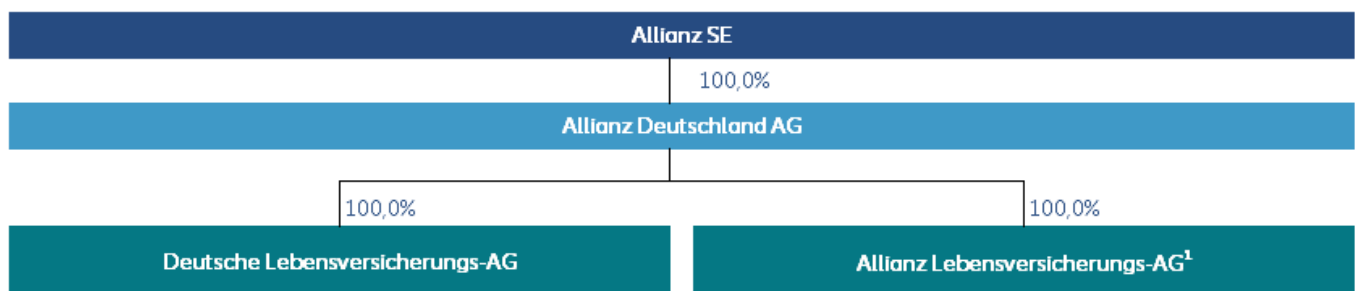 Allianz SE
100,0%
Allianz Deutschland AG
100,0%
100,0%
Deutsche Lebensversicherungs-AG
Allianz Lebensversicherungs-AG¹